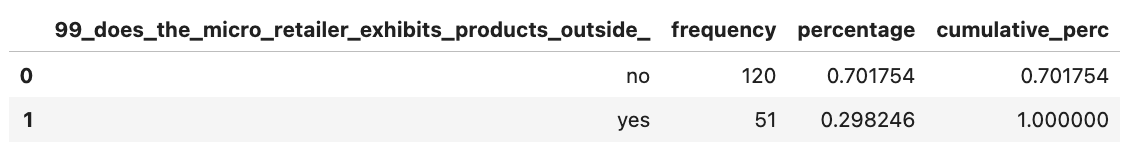 99_does_the_micro_retailer_exhibits_products_outside_ frequency percentage cumulative_perc
0 no 120 0.701754 0.701754
1 yes 51 0.298246 1.000000